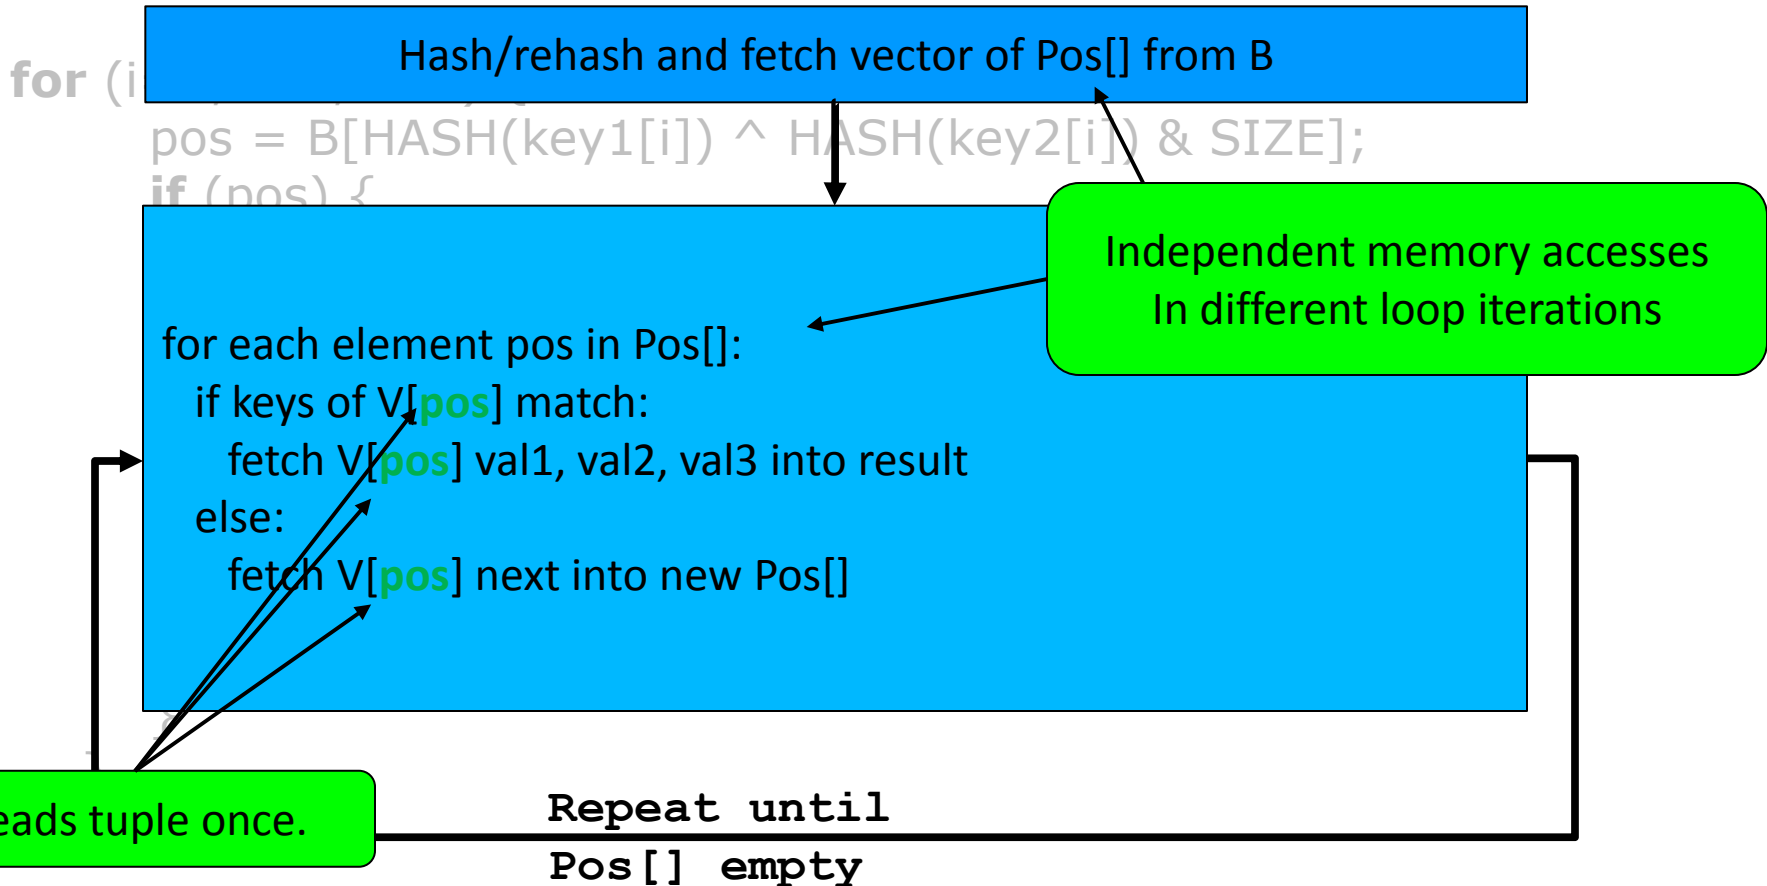 Hash/rehash and fetch vector of Pos[] from B
for (i
pos = B[HASH(key1[i]) ^ HASH(key2[i]) & SIZE];
if (pos) {
Independent memory accesses
In different loop iterations
for each element pos in Pos[]:
if keys of V[pos] match:
fetch V[pos] val1, val2, val3 into result
else:
fetch V[pos] next into new Pos[]
eads tuple once.
Repeat until
Pos[] empty